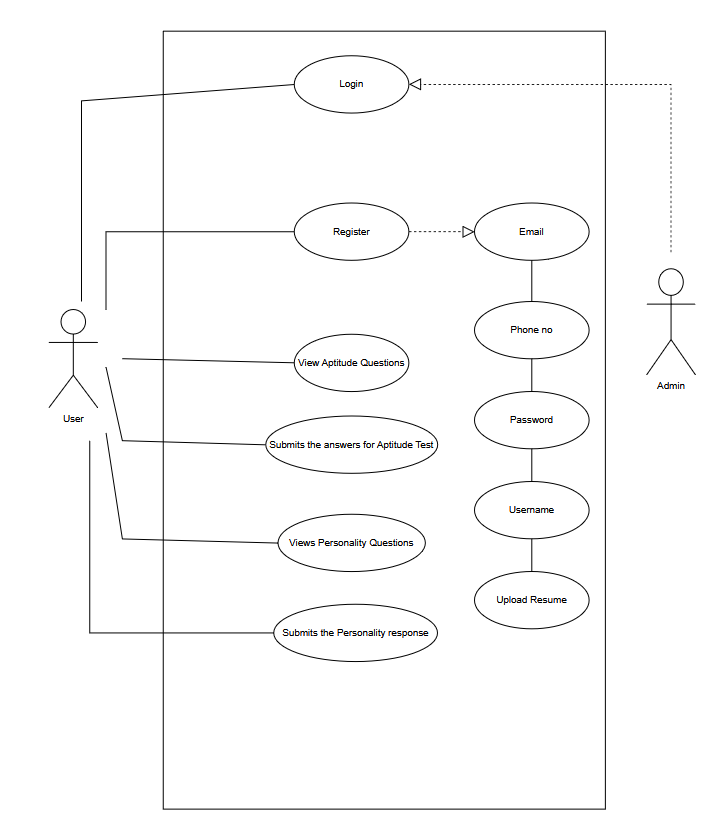 Login
Register
Email
Phone no
View Aptitude Questions
Admin
Password
User
Submits the answers for Aptitude Test
Username
Views Personality Questions
Upload Resume
Submits the Personality response